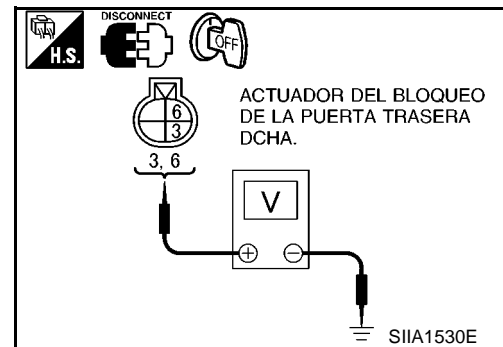 DISCONNECT
H.S.
OFF
ACTUADOR DEL BLOQUEO
DE LA PUERTA TRASERA
DCHA.
6
3
3, 6
V
+ −
SIIA1530E